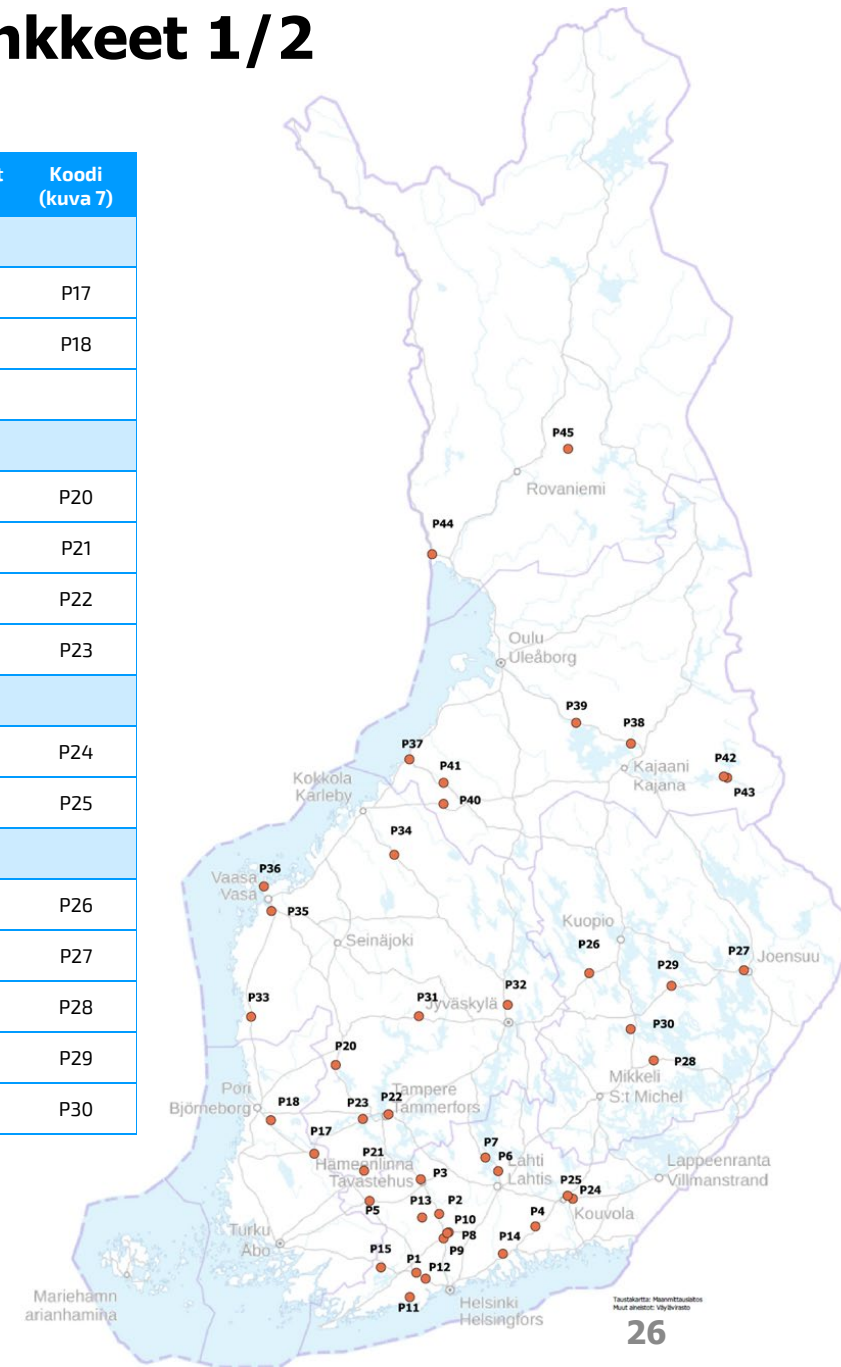 nkkeet 1/2
t
Koodi
(kuva 7)
P17
P18
P20
P21
P22
P23
P24
P25
P26
P27
P28
P29
P30
P45
Rovaniemi
P44
Oulu
Uleåborg
P39
P38
P37
P42
Kajaani
Kajana
P43
P41
Kokkola
Karleby
P40
P34
P36
Vaasa
Vasa
P35
Kuopio
Seinäjoki
P26
P27
Joensuu
P29
P32
P33
P31
Jyväskylä
P30
P20
P28
Mikkeli
S:t Michel
Pori
Björneborg
Tampere
Tammerfors
P18
P23
P22
P17
P7
P6
P21
Hämeenlinna
Tavastehus
P3
Lahti
Lahtis
Lappeenranta
Villmanstrand
P25
P24
Kouvola
P5
P13
P2
P4
Turku
Åbo
P10
P8
P14
P9
P15
P1
P12
Mariehamn
arianhamina
P11
Helsinki
Helsingfors
Taustakartta: Maanmittauslaitos
Muut aineistot: Väylävirasto
26